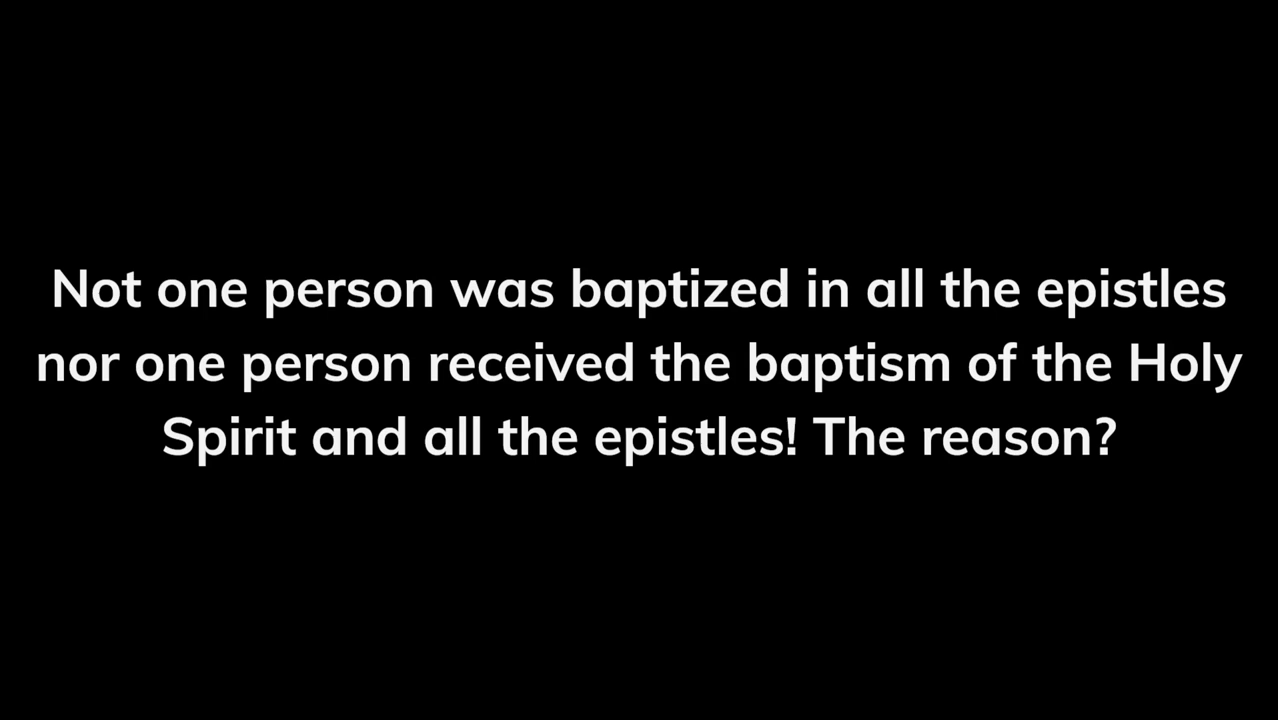 Not one person was baptized in all the epistles
nor one person received the baptism of the Holy
Spirit and all the epistles! The reason?